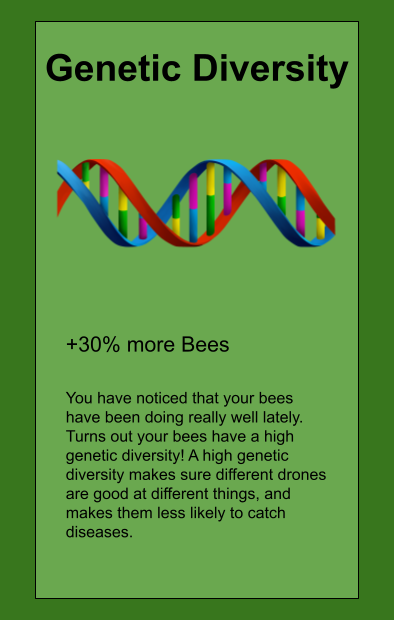 Genetic Diversity
+30% more Bees
You have noticed that your bees
have been doing really well lately.
Turns out your bees have a high
genetic diversity! A high genetic
diversity makes sure different drones
are good at different things, and
makes them less likely to catch
diseases.